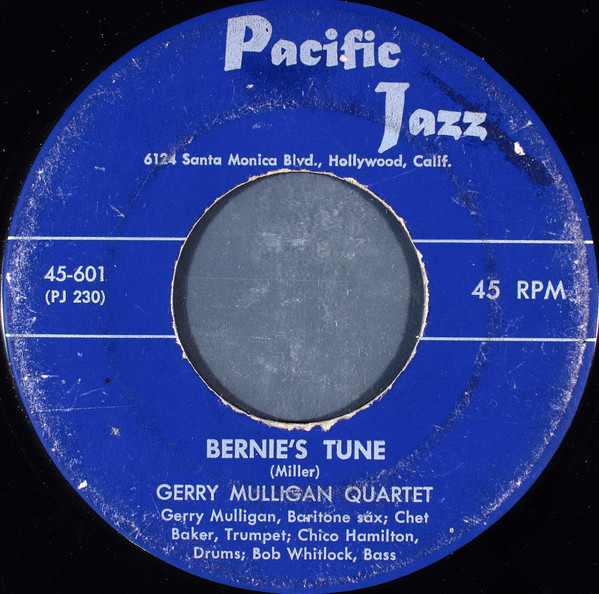 Pacific
Jazz
6124 Santa Monica Blvd., Hollywood, Calif.
45-601
(PJ 230)
45 RPM
BERNIE'S TUNE
(Miller)
GERRY MULLIGAN QUARTET
Gerry Mulligan, Baritone sax; Chet
Baker, Trumpet; Chico Hamilton,
Drums; Bob Whitlock, Bass